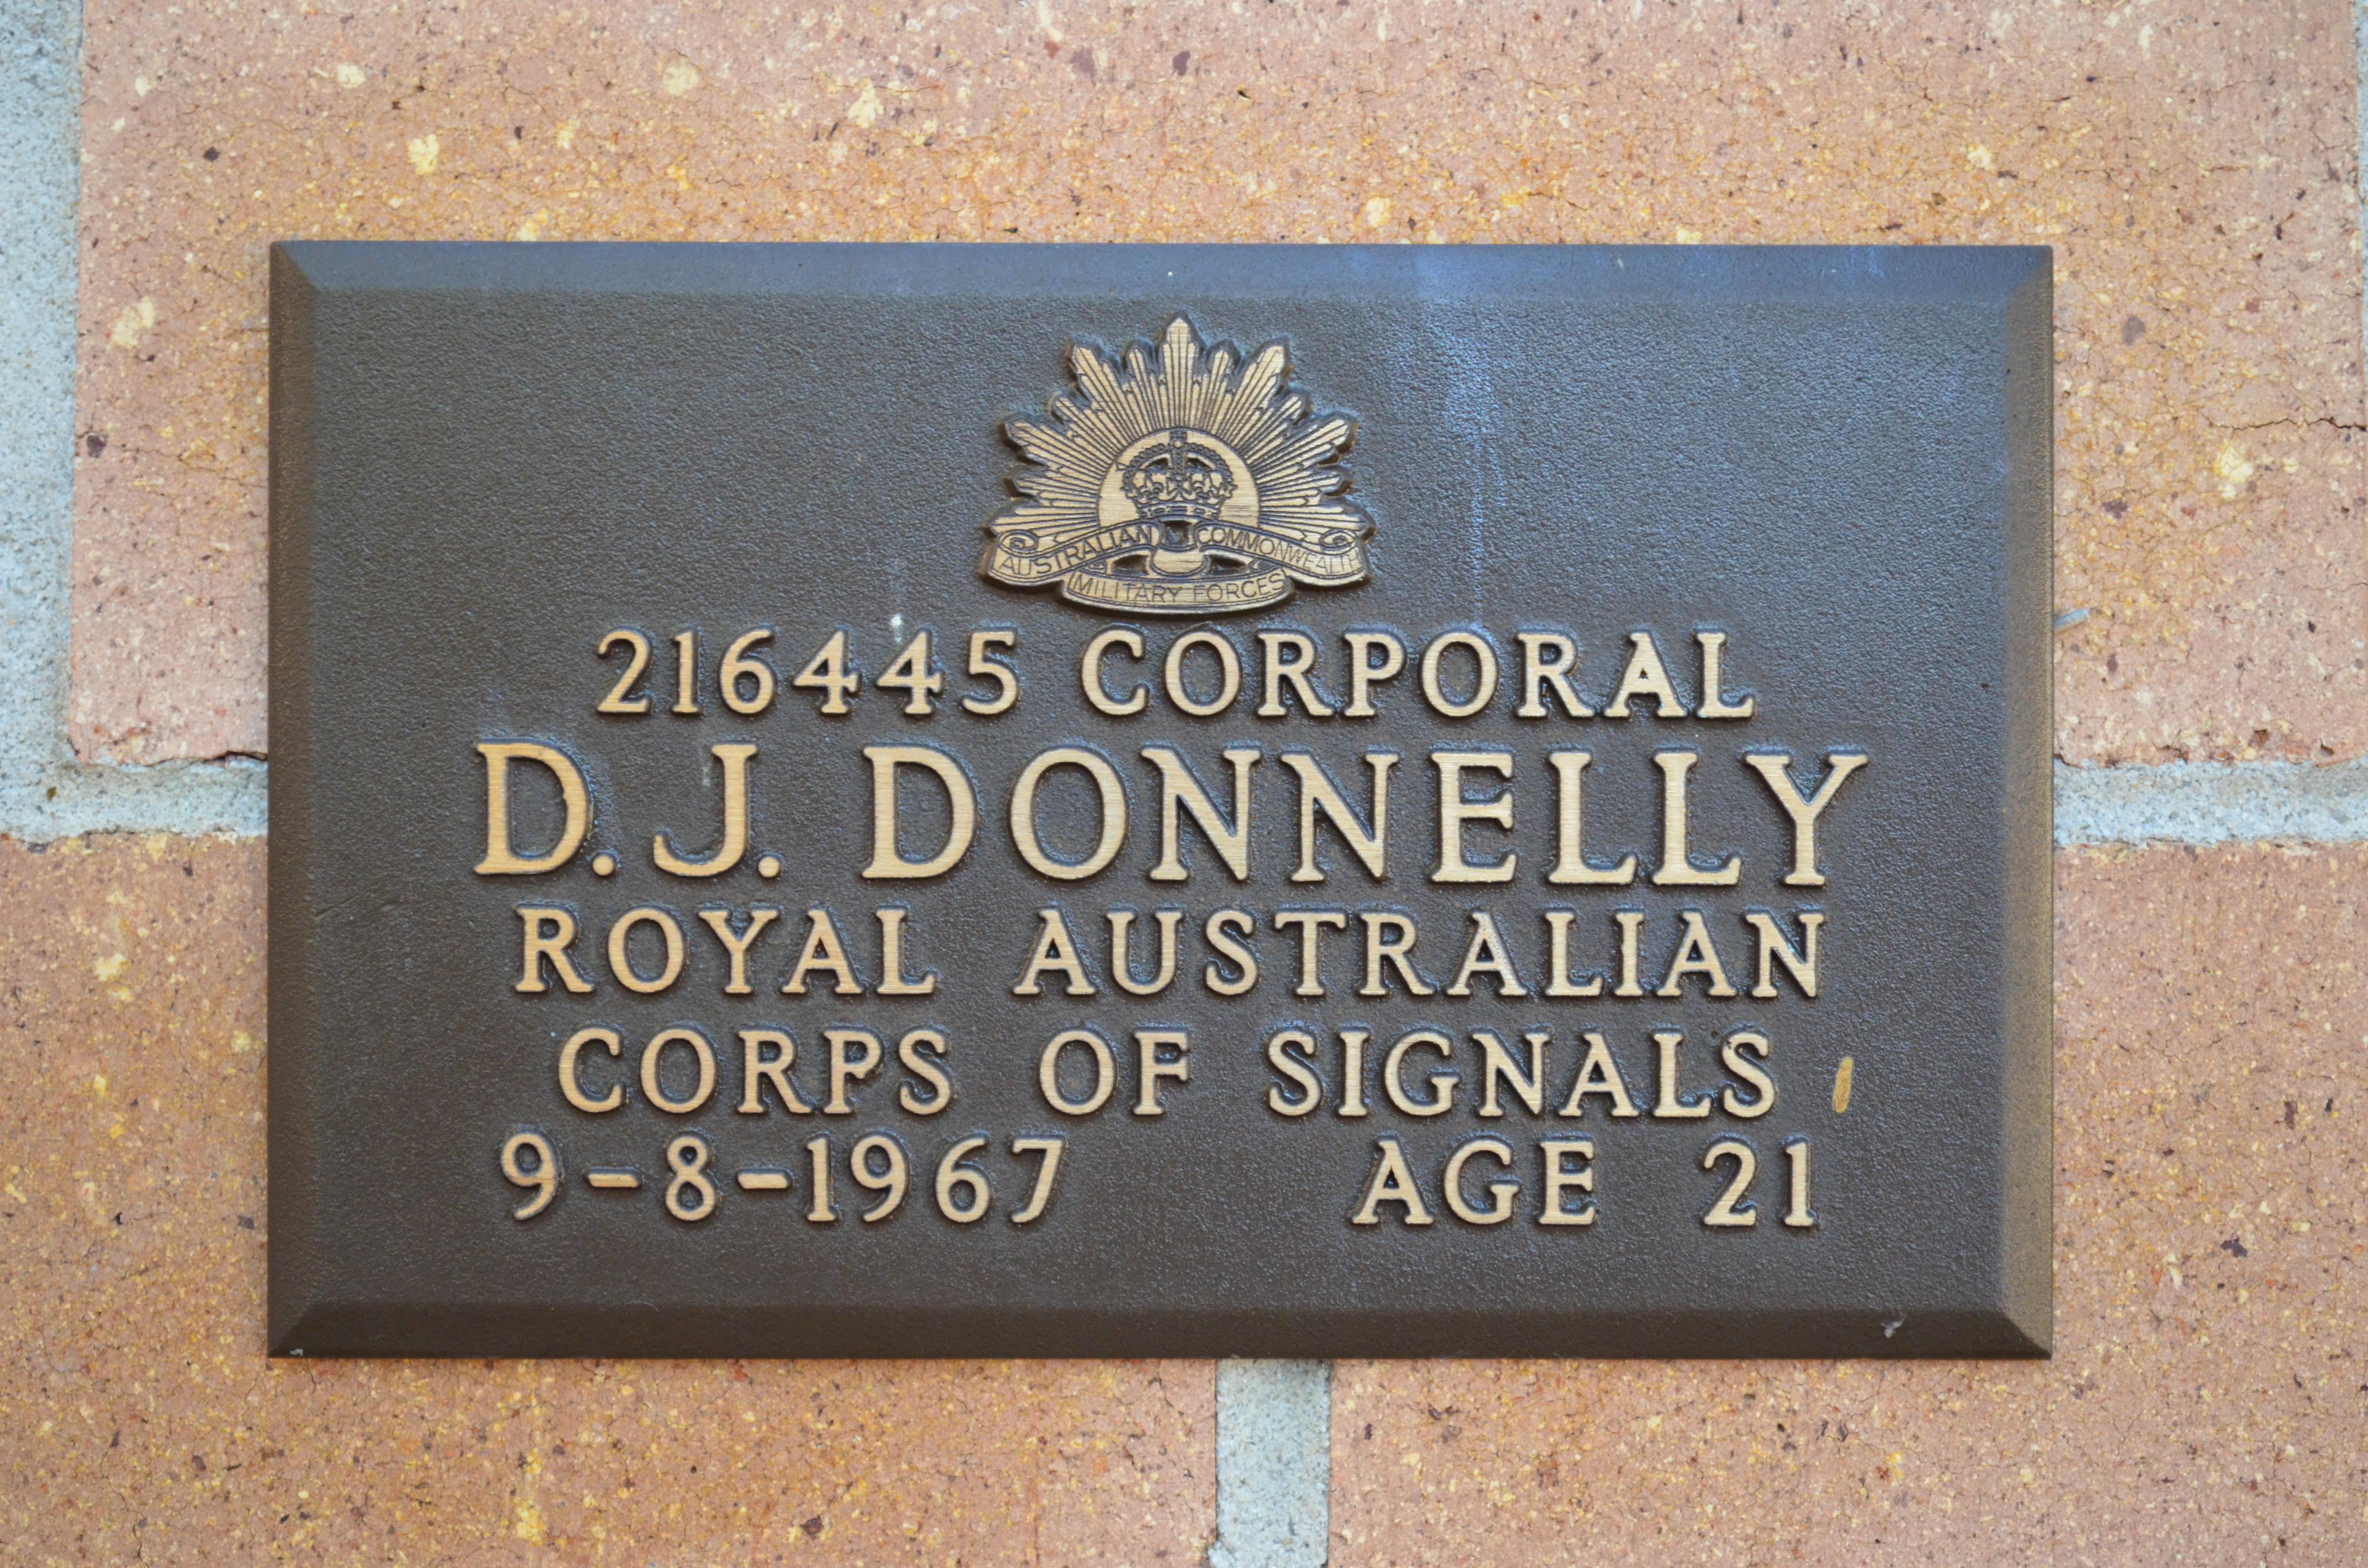 AUSTRALIAN COMMONWEALTH
MILITARY FORCES
216445 CORPORAL
D. J. DONNELLY
ROYAL AUSTRALIAN
CORPS OF SIGNALS
9-8-1967 AGE 21